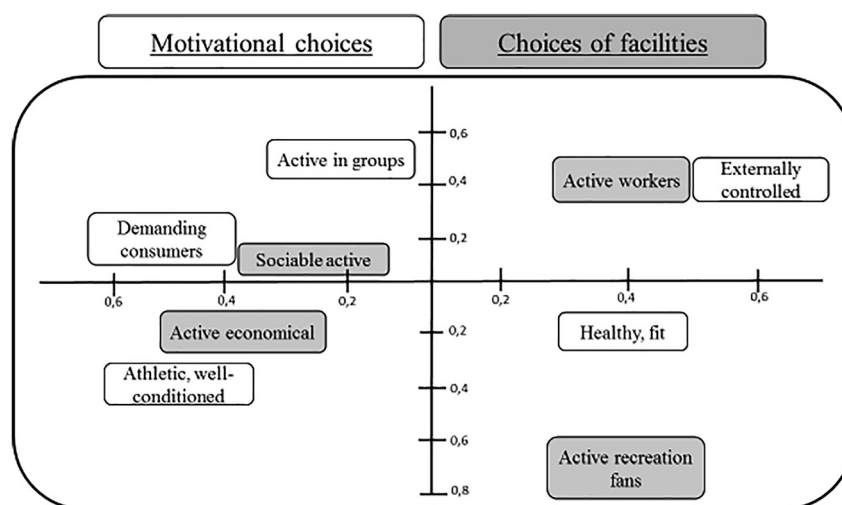 Motivational choices
Choices of facilities
0,6
Active in groups
0,4
Active workers
Externally
controlled
Demanding
consumers
0,2
Sociable active
0,6
0,4
0,2
0,2
0,4
0,6
Active economical
0,2
Healthy, fit
Athletic, well-
conditioned
0,4
0,6
Active recreation
fans
0,8